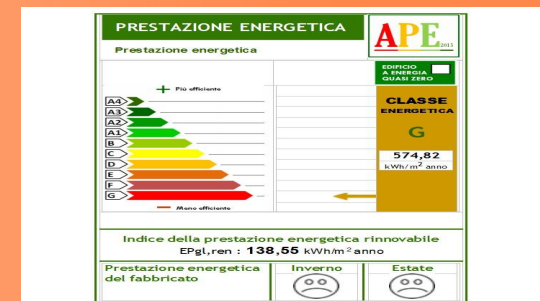 PRESTAZIONE ENERGETICA
APE 2015
Prestazione energetica
EDIFICIO
A ENERGIA
QUASI ZERO
Più efficiente
CLASSE
ENERGETICA
G
574,82
kWh/m² anno
A4
A3
A2
A1
B
C
D
E
F
G
Meno efficiente
Indice della prestazione energetica rinnovabile
EPgl,ren : 138,55 kWh/m² anno
Prestazione energetica
del fabbricato
Inverno
Estate